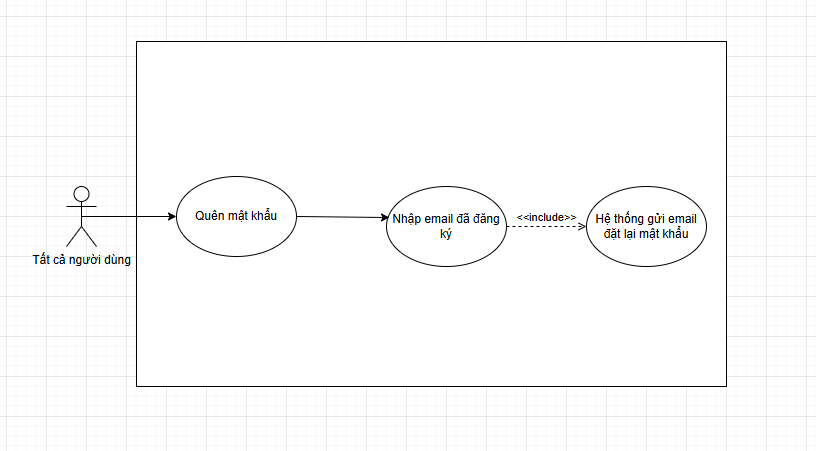 Quên mật khẩu
Nhập email đã đăng
ký
<<include>>
Hệ thống gửi email
đặt lại mật khẩu
Tất cả người dùng